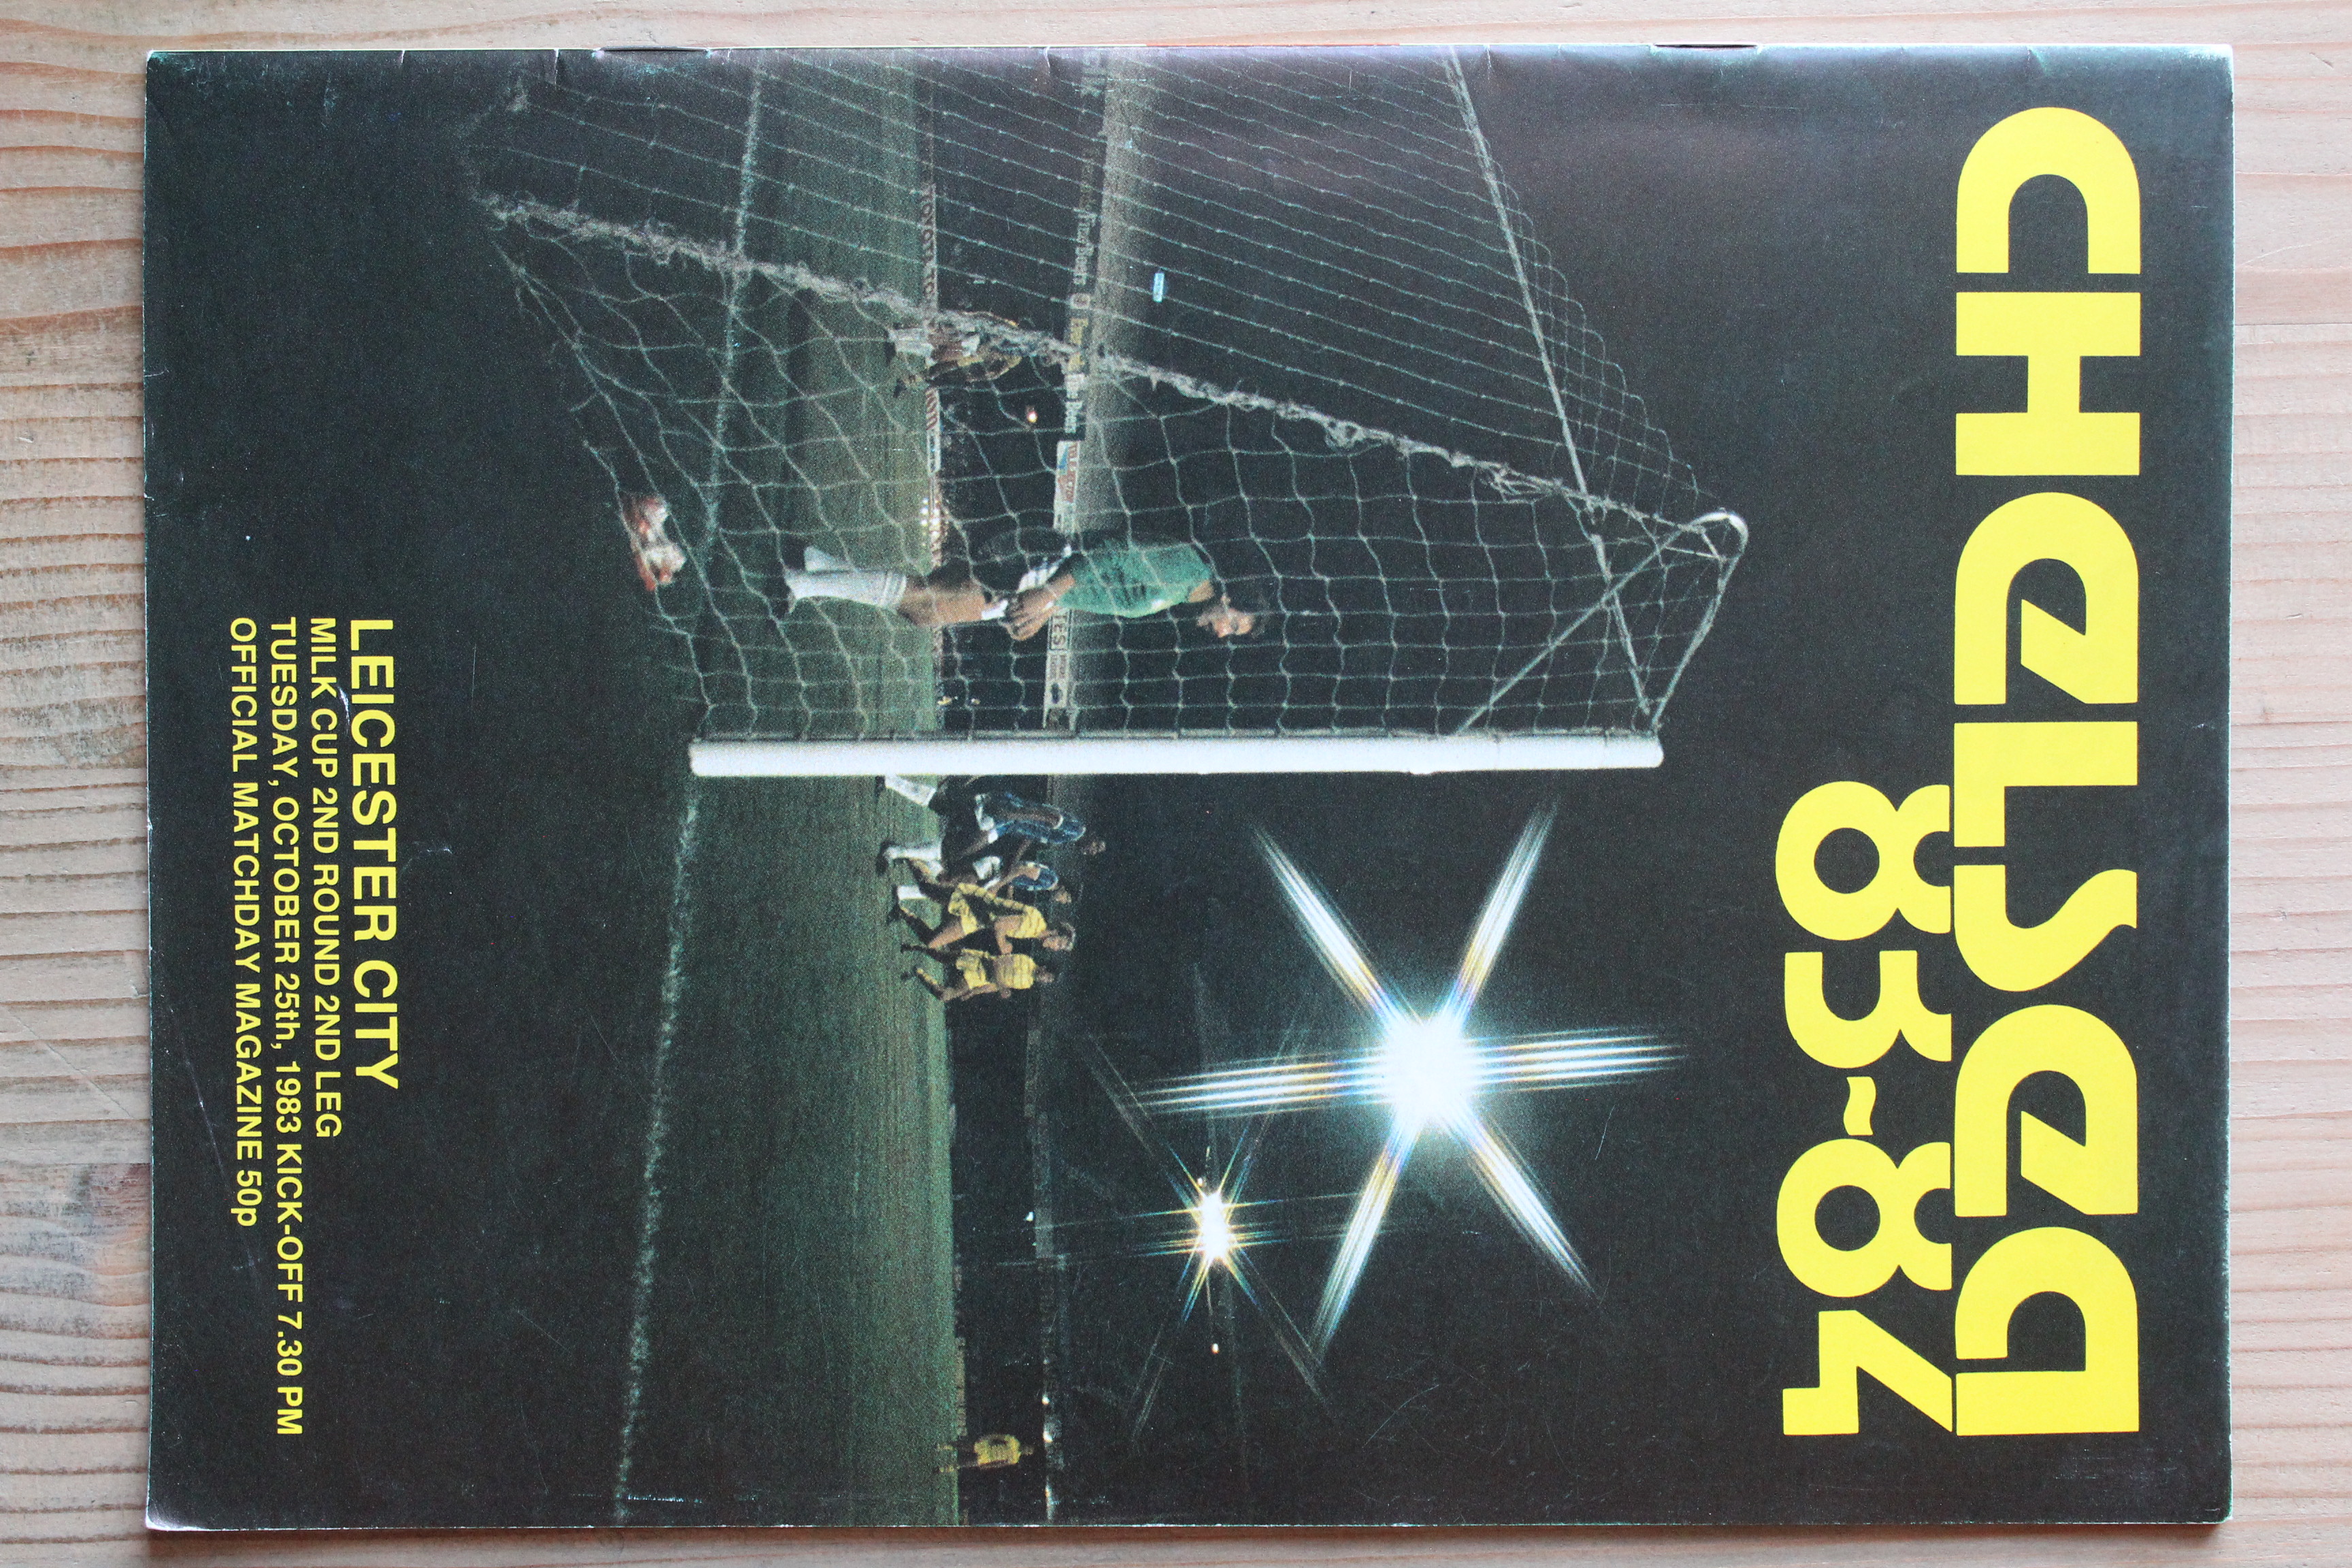 CHELSEA
83-84
LEICESTER CITY
MILK CUP 2ND ROUND 2ND LEG
TUESDAY, OCTOBER 25th, 1983 KICK-OFF 7.30 PM
OFFICIAL MATCHDAY MAGAZINE 50p